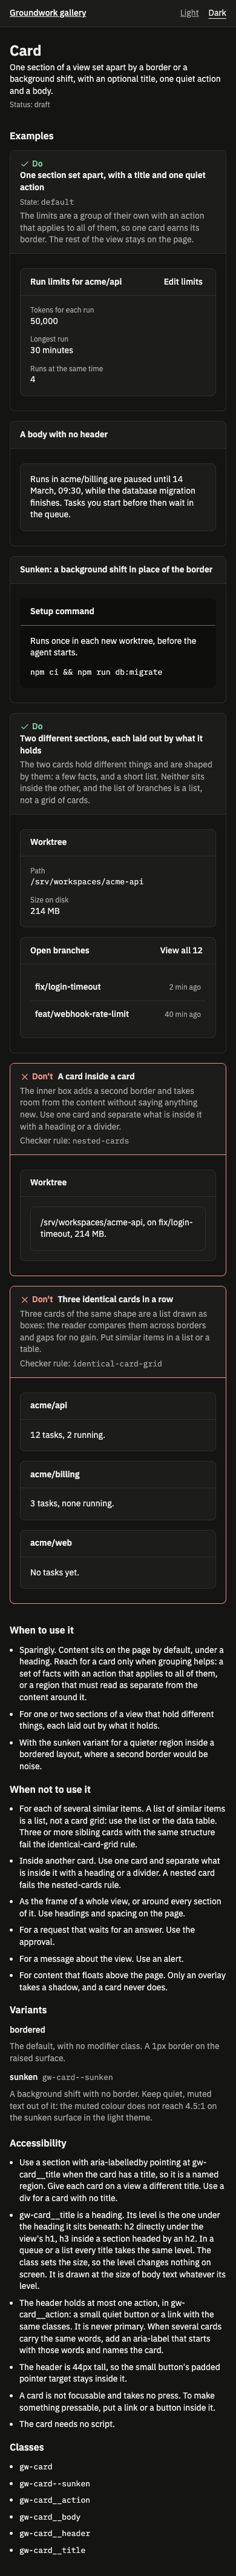 Groundwork gallery
Light
Dark
Card
One section of a view set apart by a border or a
background shift, with an optional title, one quiet action
and a body.
Status: draft
Examples
Do
One section set apart, with a title and one quiet
action
State: default
The limits are a group of their own with an action
that applies to all of them, so one card earns its
border. The rest of the view stays on the page.
Run limits for acme/api
Edit limits
Tokens for each run
50,000
Longest run
30 minutes
Runs at the same time
4
A body with no header
Runs in acme/billing are paused until 14
March, 09:30, while the database migration
finishes. Tasks you start before then wait in
the queue.
Sunken: a background shift in place of the border
Setup command
Runs once in each new worktree, before the
agent starts.
npm ci && npm run db:migrate
Do
Two different sections, each laid out by what it
holds
The two cards hold different things and are shaped
by them: a few facts, and a short list. Neither sits
inside the other, and the list of branches is a list,
not a grid of cards.
Worktree
Path
/srv/workspaces/acme-api
Size on disk
214 MB
Open branches
View all 12
fix/login-timeout
2 min ago
feat/webhook-rate-limit
40 min ago
Don't
A card inside a card
The inner box adds a second border and takes
room from the content without saying anything
new. Use one card and separate what is inside it
with a heading or a divider.
Checker rule: nested-cards
Worktree
/srv/workspaces/acme-api, on fix/login-
timeout, 214 MB.
Don't
Three identical cards in a row
Three cards of the same shape are a list drawn as
boxes: the reader compares them across borders
and gaps for no gain. Put similar items in a list or a
table.
Checker rule: identical-card-grid
acme/api
12 tasks, 2 running.
acme/billing
3 tasks, none running.
acme/web
No tasks yet.
When to use it
Sparingly. Content sits on the page by default, under a
heading. Reach for a card only when grouping helps: a
set of facts with an action that applies to all of them,
or a region that must read as separate from the
content around it.
For one or two sections of a view that hold different
things, each laid out by what it holds.
With the sunken variant for a quieter region inside a
bordered layout, where a second border would be
noise.
When not to use it
For each of several similar items. A list of similar items
is a list, not a card grid: use the list or the data table.
Three or more sibling cards with the same structure
fail the identical-card-grid rule.
Inside another card. Use one card and separate what
is inside it with a heading or a divider. A nested card
fails the nested-cards rule.
As the frame of a whole view, or around every section
of it. Use headings and spacing on the page.
For a request that waits for an answer. Use the
approval.
For a message about the view. Use an alert.
For content that floats above the page. Only an overlay
takes a shadow, and a card never does.
Variants
bordered
The default, with no modifier class. A 1px border on the
raised surface.
sunken gw-card--sunken
A background shift with no border. Keep quiet, muted
text out of it: the muted colour does not reach 4.5:1 on
the sunken surface in the light theme.
Accessibility
Use a section with aria-labelledby pointing at gw-
card__title when the card has a title, so it is a named
region. Give each card on a view a different title. Use a
div for a card with no title.
gw-card__title is a heading. Its level is the one under
the heading it sits beneath: h2 directly under the
view's h1, h3 inside a section headed by an h2. In a
queue or a list every title takes the same level. The
class sets the size, so the level changes nothing on
screen. It is drawn at the size of body text whatever its
level.
The header holds at most one action, in gw-
card__action: a small quiet button or a link with the
same classes. It is never primary. When several cards
carry the same words, add an aria-label that starts
with those words and names the card.
The header is 44px tall, so the small button's padded
pointer target stays inside it.
A card is not focusable and takes no press. To make
something pressable, put a link or a button inside it.
The card needs no script.
Classes
gw-card
gw-card--sunken
gw-card__action
gw-card__body
gw-card__header
gw-card__title